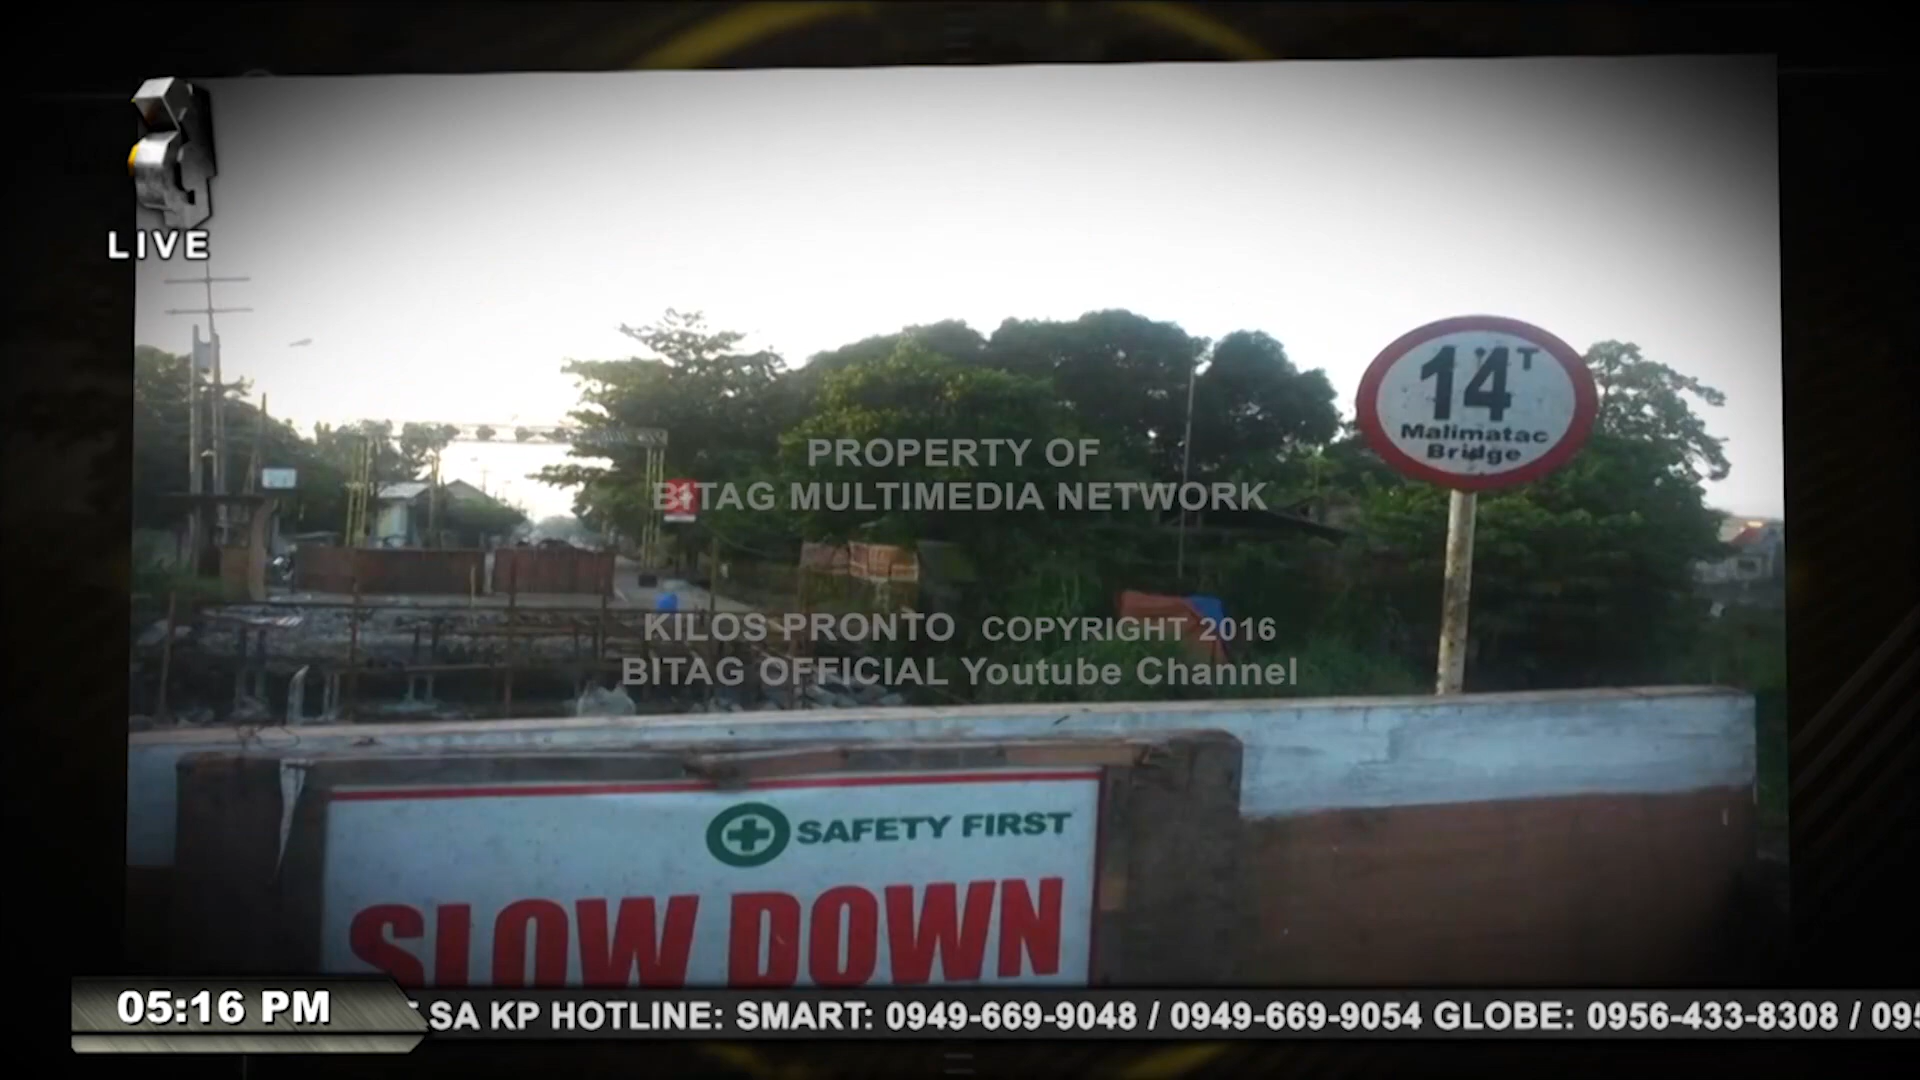 LIVE
14T
Malimatac
Bridge
PROPERTY OF
BITAG MULTIMEDIA NETWORK
KILOS PRONTO COPYRIGHT 2016
BITAG OFFICIAL Youtube Channel
SAFETY FIRST
SLOW DOWN
05:16 PM
SA KP HOTLINE: SMART: 0949-669-9048 / 0949-669-9054 GLOBE: 0956-433-8308 /